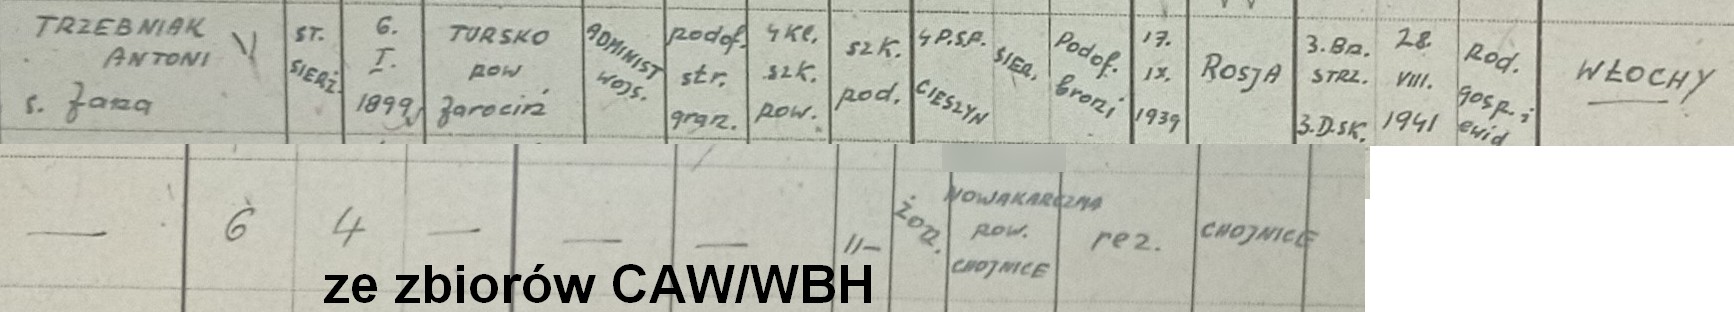 TRZEBNIAK
ANTONI
s. Jana
ST.
SIERŻ.
6.
I.
1899
TURSKO
POW
Jarocin
ADMINIST
WOJS.
podof.
str.
gran.
4 KL.
szk.
pow.
szk.
pod.
4 P.S.P.
CIESZYN
SIER.
Podof.
broni
17.
IX.
1939
ROSJA
3. Ba.
STRZ.
3.D.SK.
28.
VIII.
1941
Pod.
gosp. i
ewid
WŁOCHY
—
6
4
—
—
—
11-
żon.
NOWAKARCZMA
POW.
CHOJNICE
rez.
CHOJNICE
ze zbiorów CAW/WBH